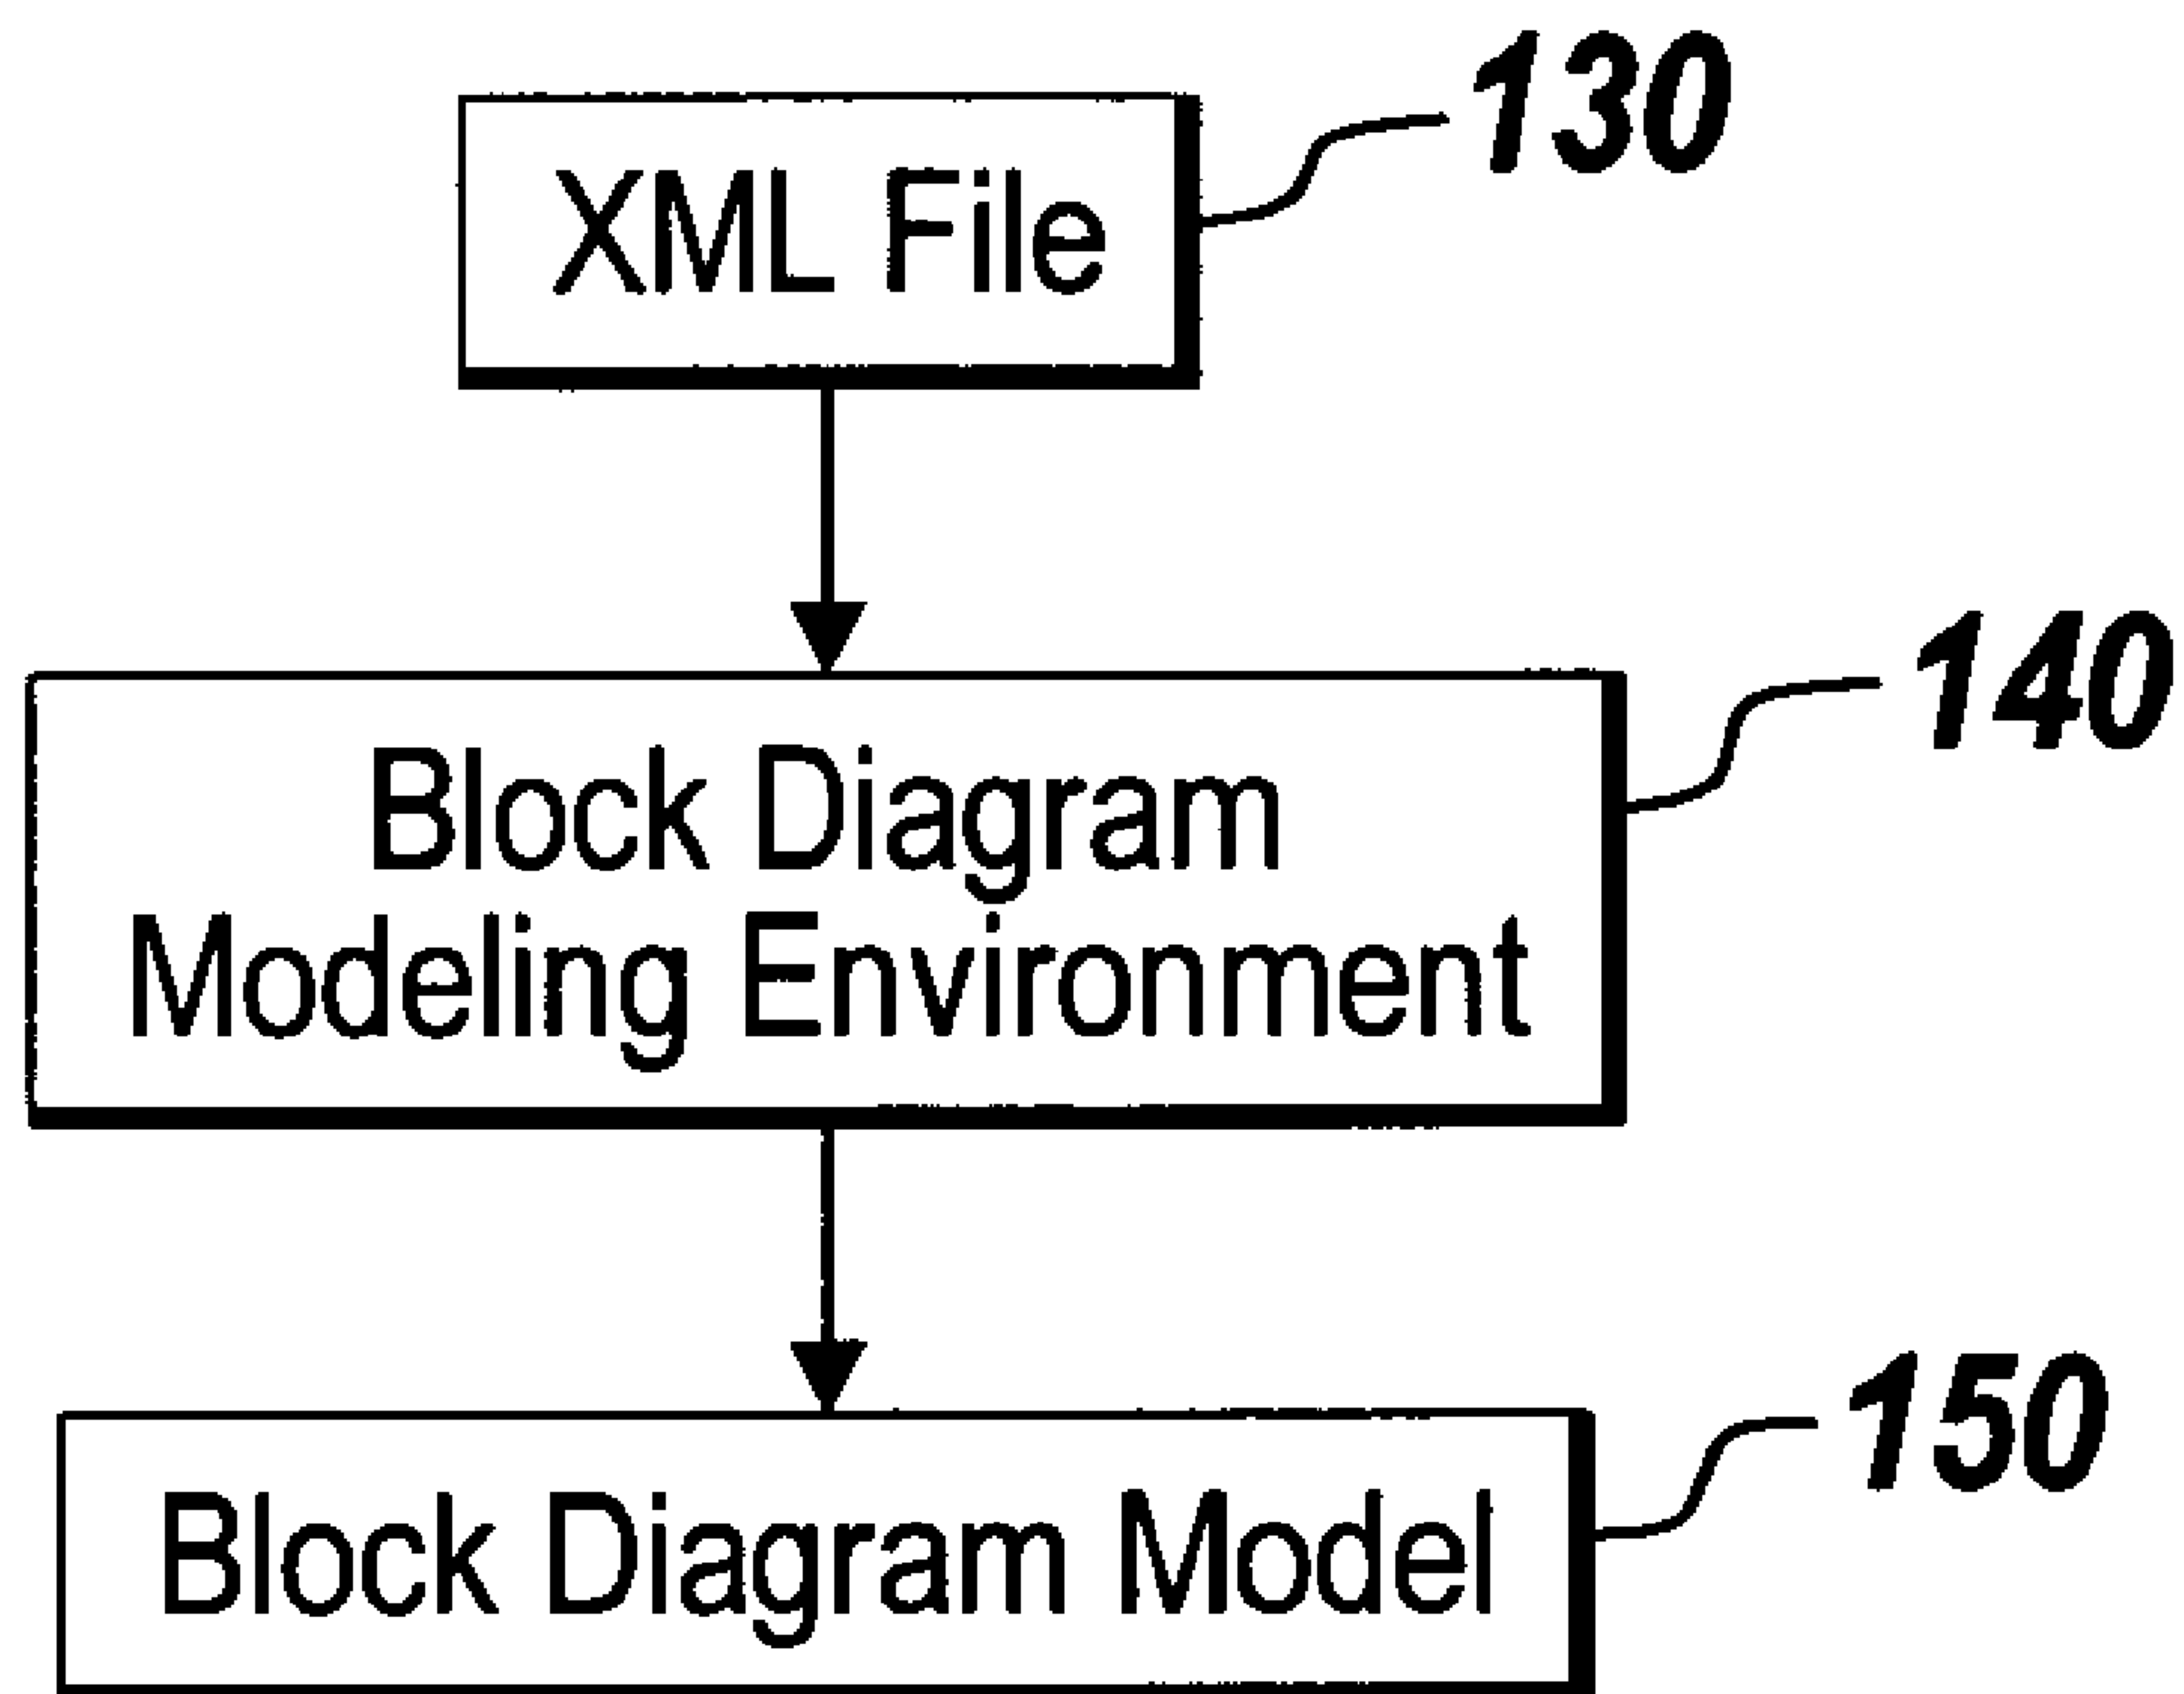 130
XML File
140
Block Diagram
Modeling Environment
150
Block Diagram Model